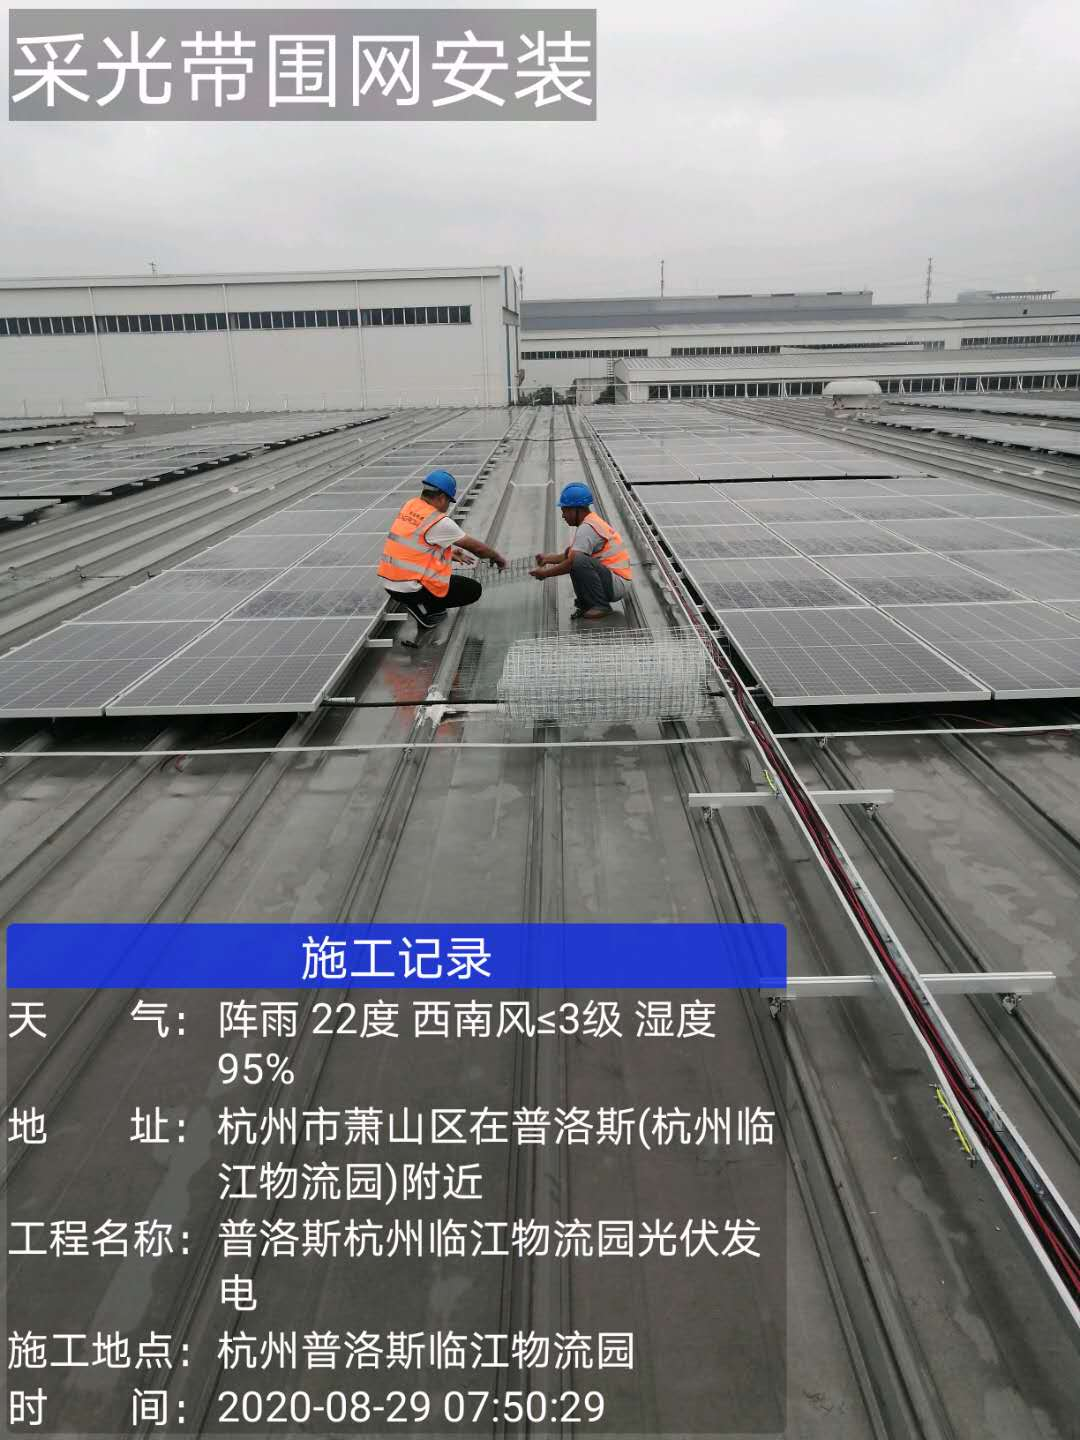 采光带围网安装
施工记录
天 气：阵雨 22度 西南风≤3级 湿度
95%
地 址：杭州市萧山区在普洛斯(杭州临
江物流园)附近
工程名称：普洛斯杭州临江物流园光伏发
电
施工地点：杭州普洛斯临江物流园
时 间：2020-08-29 07:50:29